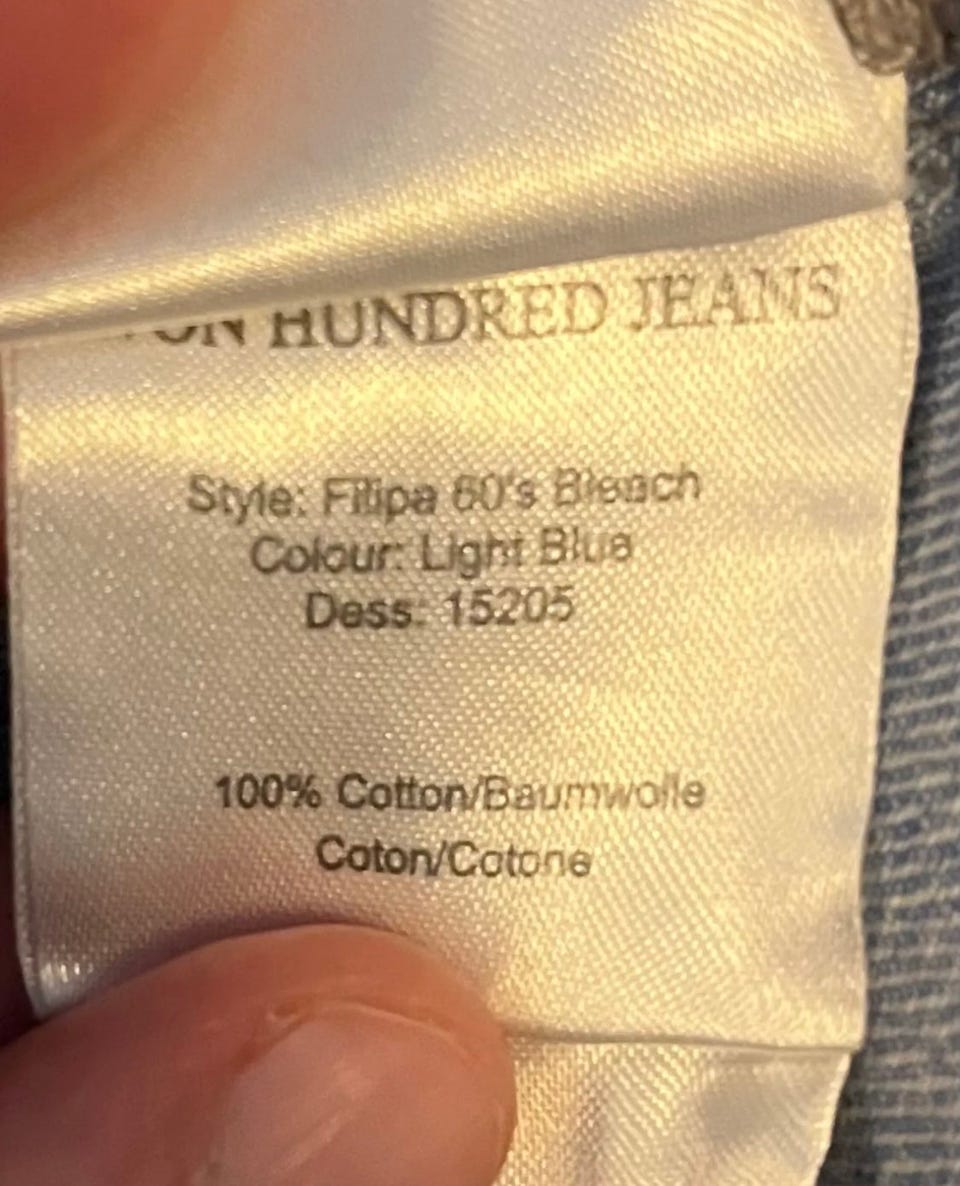 HUNDRED JEANS
Style: Filipa 60's Bleach
Colour: Light Blue
Dess: 15205
100% Cotton/Baumwolle
Coton/Cotone